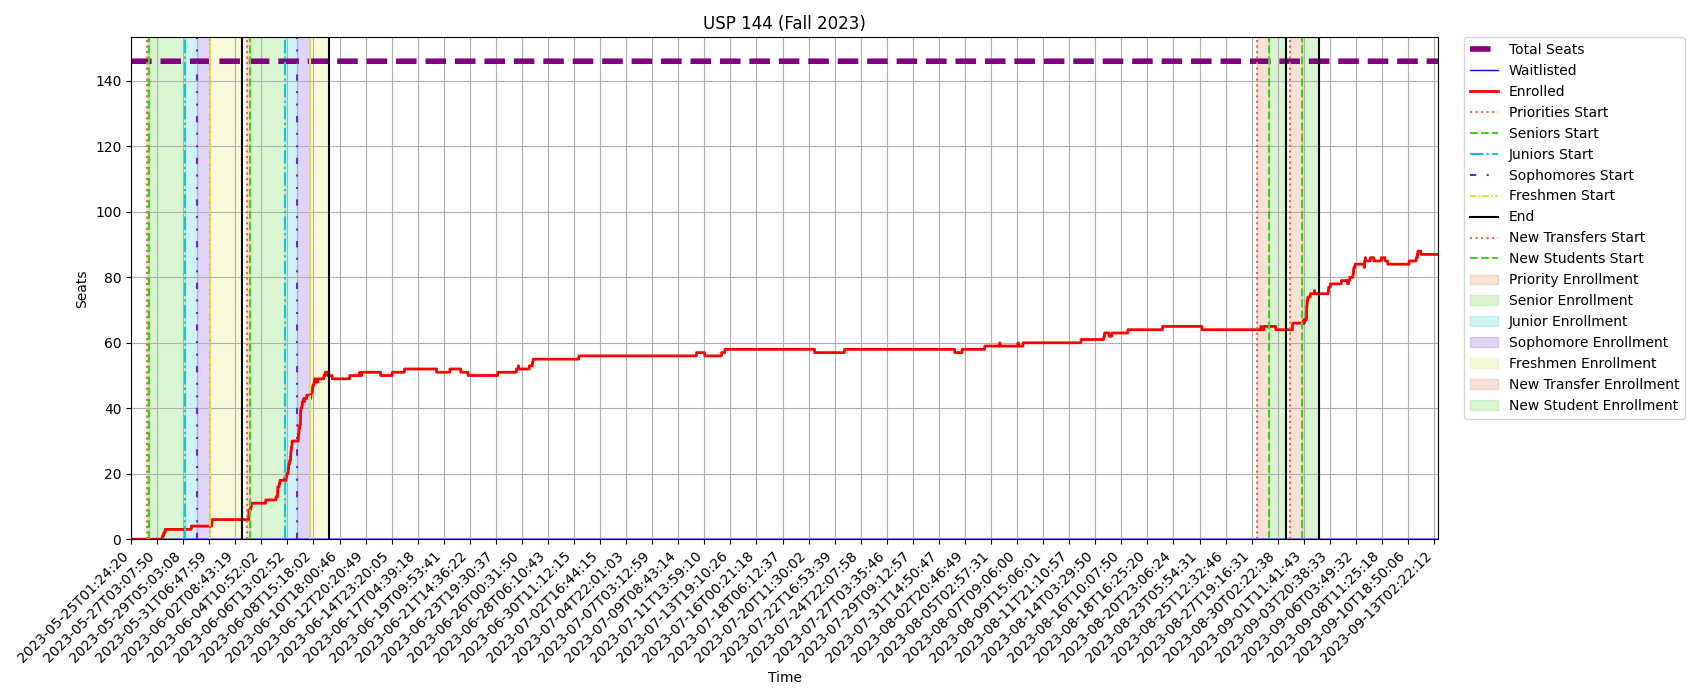 USP 144 (Fall 2023)
Seats
140
120
100
80
60
40
20
0
2023-05-25T01:24:20
2023-05-27T03:07:50
2023-05-29T05:03:08
2023-05-31T06:47:59
2023-06-02T08:43:19
2023-06-04T10:52:02
2023-06-06T13:02:52
2023-06-08T15:18:02
2023-06-10T18:00:46
2023-06-12T20:20:49
2023-06-14T23:20:05
2023-06-17T04:39:18
2023-06-19T09:53:41
2023-06-21T14:36:22
2023-06-23T19:30:37
2023-06-26T00:31:50
2023-06-28T06:10:43
2023-06-30T11:12:15
2023-07-02T16:44:15
2023-07-04T22:01:03
2023-07-07T03:12:59
2023-07-09T08:43:14
2023-07-11T13:59:10
2023-07-13T19:10:26
2023-07-16T00:21:18
2023-07-18T06:12:37
2023-07-20T11:30:02
2023-07-22T16:53:39
2023-07-24T22:07:58
2023-07-27T03:35:46
2023-07-29T09:12:57
2023-07-31T14:50:47
2023-08-02T20:46:49
2023-08-05T02:57:31
2023-08-07T09:06:00
2023-08-09T15:06:01
2023-08-11T21:10:57
2023-08-14T03:29:50
2023-08-16T10:07:50
2023-08-18T16:25:20
2023-08-20T23:06:24
2023-08-23T05:54:31
2023-08-25T12:32:46
2023-08-27T19:16:31
2023-08-30T02:22:38
2023-09-01T11:41:43
2023-09-03T20:38:33
2023-09-06T03:49:32
2023-09-08T11:25:18
2023-09-10T18:50:06
2023-09-13T02:22:12
Time
Total Seats
Waitlisted
Enrolled
Priorities Start
Seniors Start
Juniors Start
Sophomores Start
Freshmen Start
End
New Transfers Start
New Students Start
Priority Enrollment
Senior Enrollment
Junior Enrollment
Sophomore Enrollment
Freshmen Enrollment
New Transfer Enrollment
New Student Enrollment